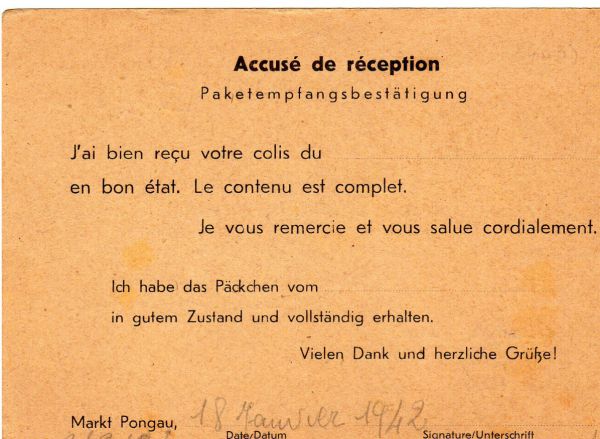 Accusé de réception
Paketempfangsbestätigung
J'ai bien reçu votre colis du
en bon état. Le contenu est complet.
Je vous remercie et vous salue cordialement.
Ich habe das Päckchen vom
in gutem Zustand und vollständig erhalten.
Vielen Dank und herzliche Grüße!
Markt Pongau, 18 Janvier 1942
Date/Datum Signature/Unterschrift